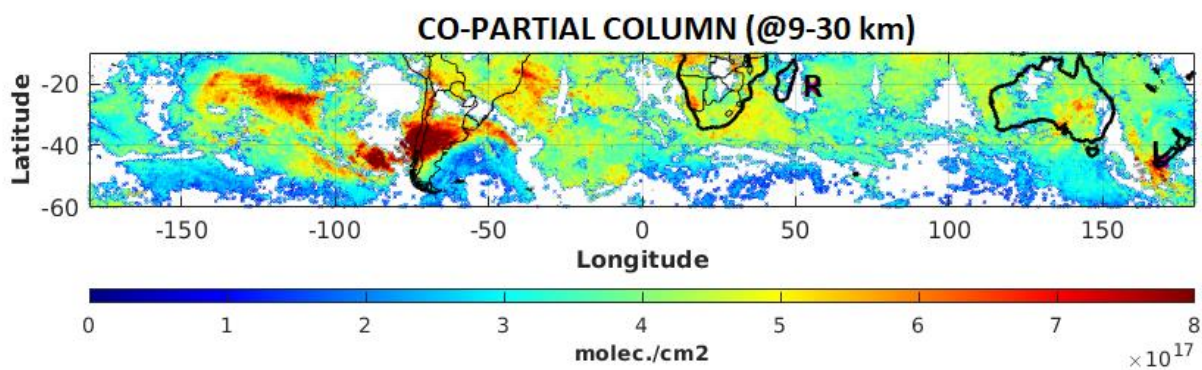 CO-PARTIAL COLUMN (@9-30 km)
Latitude
-20
-40
-60
R
L
-150 -100 -50 0 50 100 150
Longitude
0 1 2 3 4 5 6 7 8
molec./cm2
×10^17